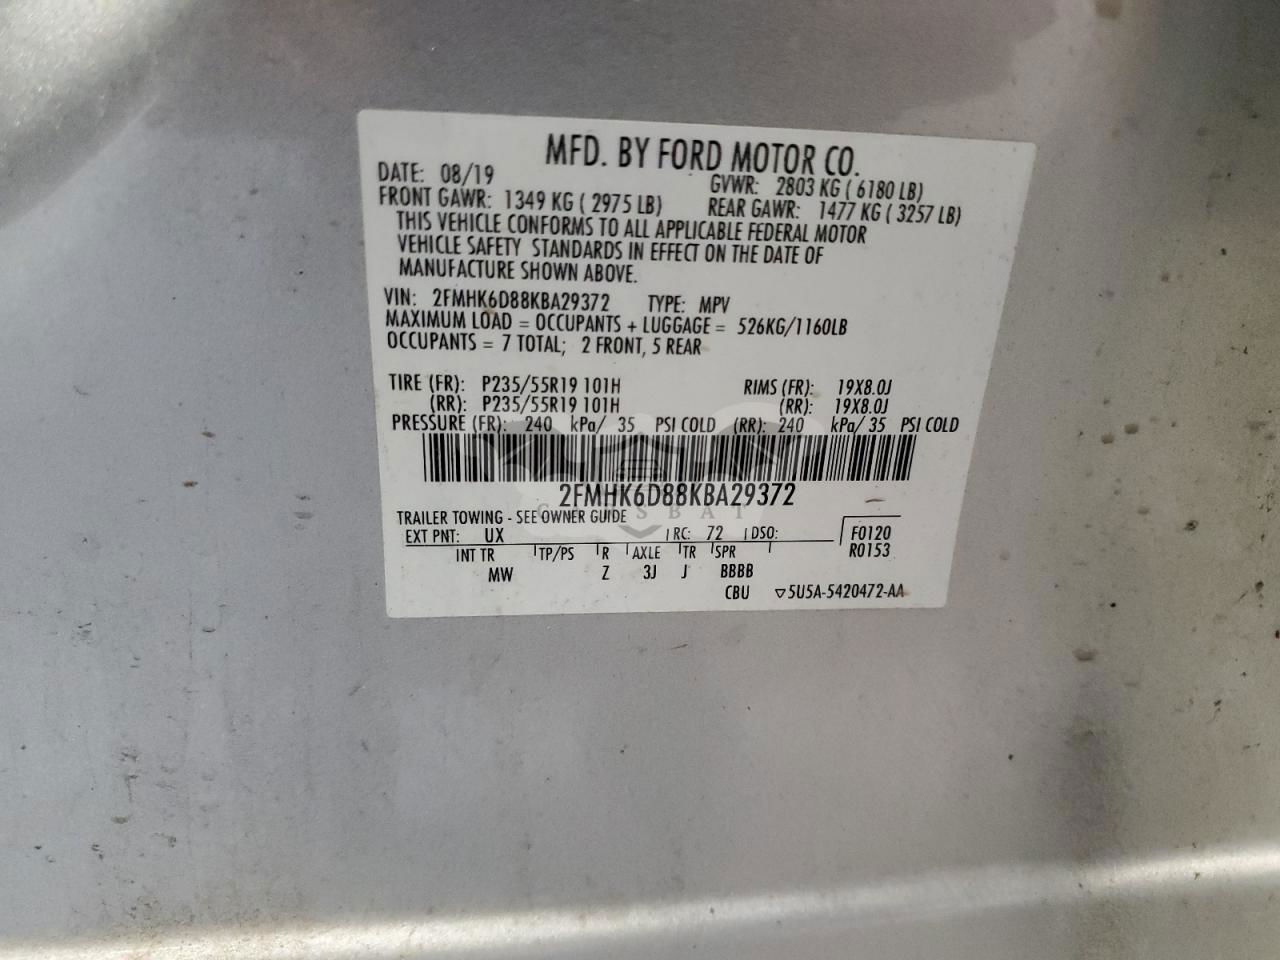 MFD. BY FORD MOTOR CO.
DATE: 08/19 GVWR: 2803 KG ( 6180 LB)
FRONT GAWR: 1349 KG ( 2975 LB) REAR GAWR: 1477 KG ( 3257 LB)
THIS VEHICLE CONFORMS TO ALL APPLICABLE FEDERAL MOTOR
VEHICLE SAFETY STANDARDS IN EFFECT ON THE DATE OF
MANUFACTURE SHOWN ABOVE.
VIN: 2FMHK6D88KBA29372 TYPE: MPV
MAXIMUM LOAD = OCCUPANTS + LUGGAGE = 526KG/1160LB
OCCUPANTS = 7 TOTAL; 2 FRONT, 5 REAR
TIRE (FR): P235/55R19 101H RIMS (FR): 19X8.0J
(RR): P235/55R19 101H (RR): 19X8.0J
PRESSURE (FR): 240 kPa/ 35 PSI COLD (RR): 240 kPa/ 35 PSI COLD
2FMHK6D88KBA29372
TRAILER TOWING - SEE OWNER GUIDE
EXT PNT: UX RC: 72 DSO: F0120
INT TR TP/PS R AXLE TR SPR R0153
MW Z 3J J BBBB
CBU 5U5A-5420472-AA